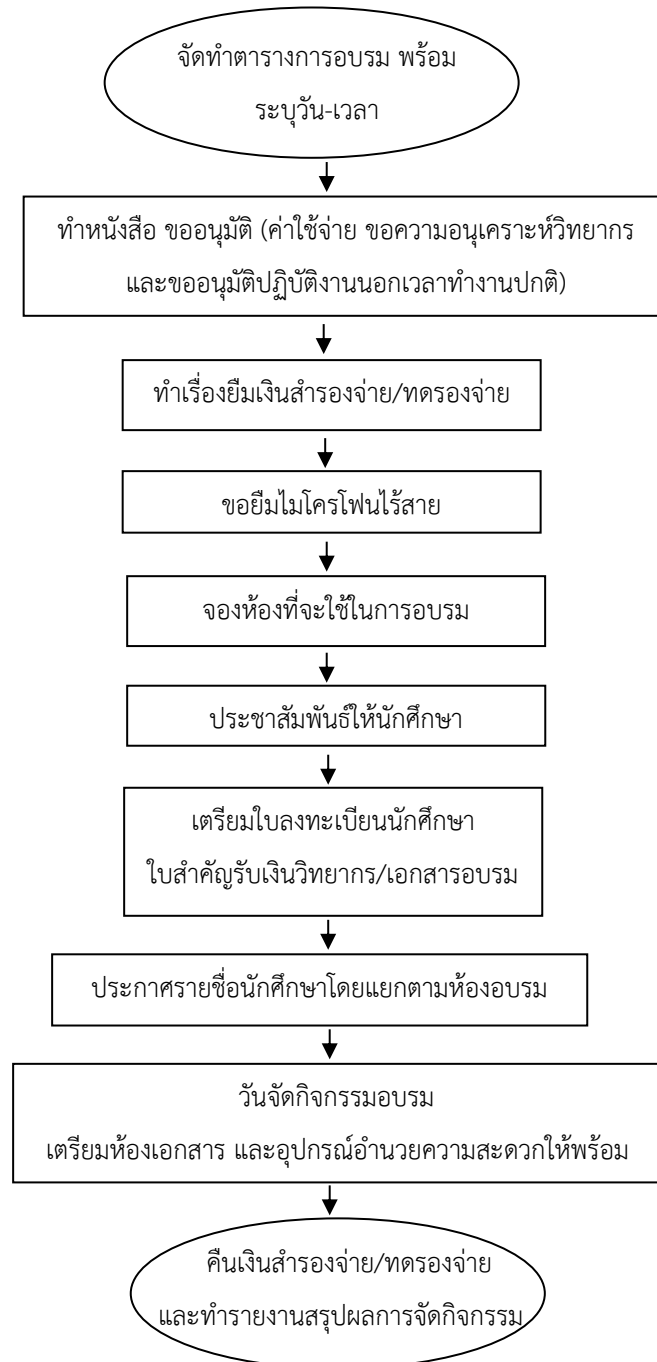 จัดทำตารางการอบรม พร้อม
ระบุวัน-เวลา
ทำหนังสือ ขออนุมัติ (ค่าใช้จ่าย ขอความอนุเคราะห์วิทยากร
และขออนุมัติปฏิบัติงานนอกเวลาทำงานปกติ)
ทำเรื่องยืมเงินสำรองจ่าย/ทดรองจ่าย
ขอยืมไมโครโฟนไร้สาย
จองห้องที่จะใช้ในการอบรม
ประชาสัมพันธ์ให้นักศึกษา
เตรียมใบลงทะเบียนนักศึกษา
ใบสำคัญรับเงินวิทยากร/เอกสารอบรม
ประกาศรายชื่อนักศึกษาโดยแยกตามห้องอบรม
วันจัดกิจกรรมอบรม
เตรียมห้องเอกสาร และอุปกรณ์อำนวยความสะดวกให้พร้อม
คืนเงินสำรองจ่าย/ทดรองจ่าย
และทำรายงานสรุปผลการจัดกิจกรรม